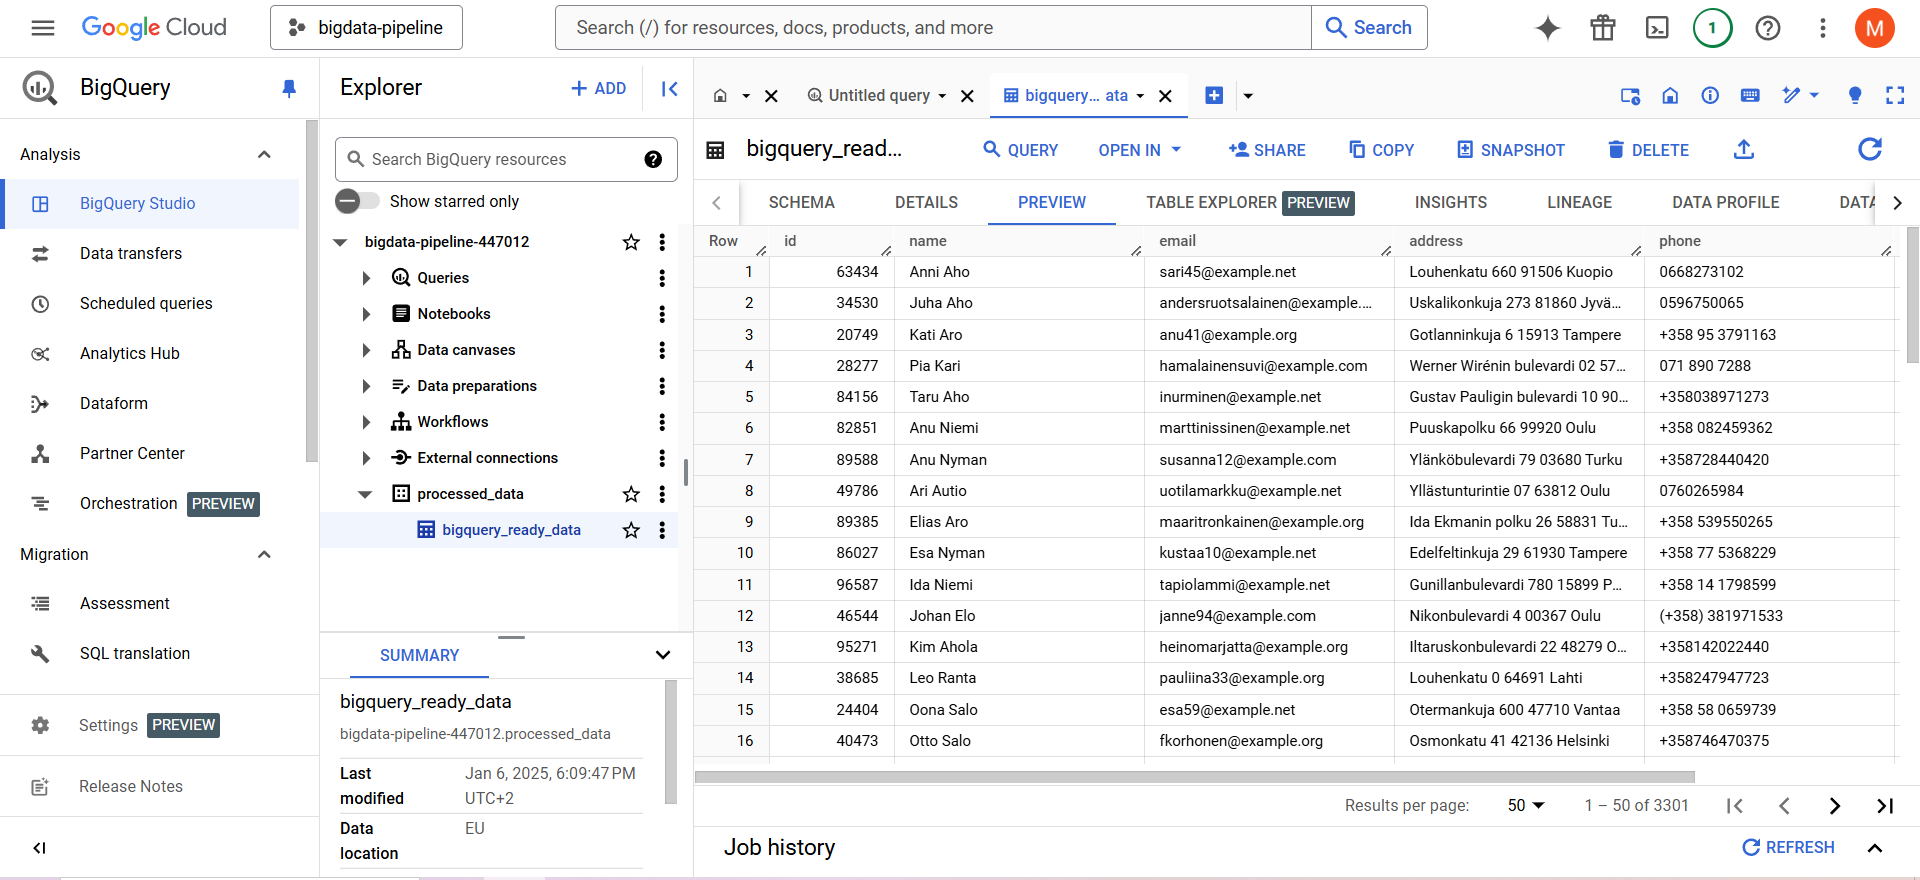 Google Cloud
bigdata-pipeline
Search (/) for resources, docs, products, and more
Search
1
M
BigQuery
Analysis
BigQuery Studio
Data transfers
Scheduled queries
Analytics Hub
Dataform
Partner Center
Orchestration PREVIEW
Migration
Assessment
SQL translation
Settings PREVIEW
Release Notes
Explorer
ADD
Search BigQuery resources
Show starred only
bigdata-pipeline-447012
Queries
Notebooks
Data canvases
Data preparations
Workflows
External connections
processed_data
bigquery_ready_data
SUMMARY
bigquery_ready_data
bigdata-pipeline-447012.processed_data
Last modified Jan 6, 2025, 6:09:47 PM UTC+2
Data location EU
Untitled query
bigquery... ata
bigquery_read...
QUERY OPEN IN SHARE COPY SNAPSHOT DELETE
SCHEMA DETAILS PREVIEW TABLE EXPLORER PREVIEW INSIGHTS LINEAGE DATA PROFILE DATA
Row id name email address phone
1 63434 Anni Aho sari45@example.net Louhenkatu 660 91506 Kuopio 0668273102
2 34530 Juha Aho andersruotsalainen@example.... Uskalikonkuja 273 81860 Jyvä... 0596750065
3 20749 Kati Aro anu41@example.org Gotlanninkuja 6 15913 Tampere +358 95 3791163
4 28277 Pia Kari hamalainensuvi@example.com Werner Wirénin bulevardi 02 57... 071 890 7288
5 84156 Taru Aho inurminen@example.net Gustav Pauligin bulevardi 10 90... +358038971273
6 82851 Anu Niemi marttinissinen@example.net Puuskapolku 66 99920 Oulu +358 082459362
7 89588 Anu Nyman susanna12@example.com Ylänköbulevardi 79 03680 Turku +358728440420
8 49786 Ari Autio uotilamarkku@example.net Yllästunturintie 07 63812 Oulu 0760265984
9 89385 Elias Aro maaritronkainen@example.org Ida Ekmanin polku 26 58831 Tu... +358 539550265
10 86027 Esa Nyman kustaa10@example.net Edelfeltinkuja 29 61930 Tampere +358 77 5368229
11 96587 Ida Niemi tapiolammi@example.net Gunillanbulevardi 780 15899 P... +358 14 1798599
12 46544 Johan Elo janne94@example.com Nikonbulevardi 4 00367 Oulu (+358) 381971533
13 95271 Kim Ahola heinomarjatta@example.org Iltaruskonbulevardi 22 48279 O... +358142022440
14 38685 Leo Ranta pauliina33@example.org Louhenkatu 0 64691 Lahti +358247947723
15 24404 Oona Salo esa59@example.net Otermankuja 600 47710 Vantaa +358 58 0659739
16 40473 Otto Salo fkorhonen@example.org Osmonkatu 41 42136 Helsinki +358746470375
Results per page: 50 1 – 50 of 3301
Job history
REFRESH